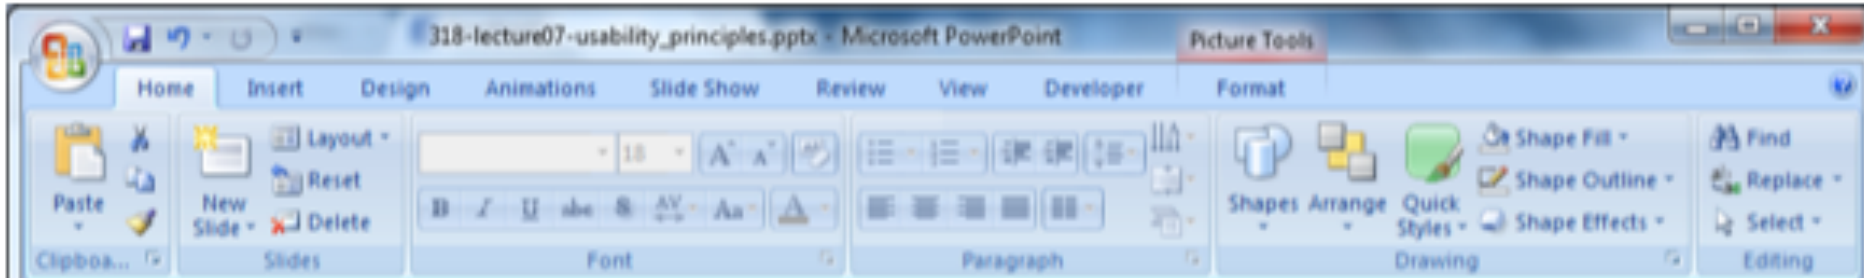 318-lecture07-usability_principles.pptx - Microsoft PowerPoint
Picture Tools
Home Insert Design Animations Slide Show Review View Developer Format
Paste
New Slide
Layout
Reset
Delete
18
A A
B I U abc S AV Aa A
Shapes Arrange Quick Styles
Shape Fill
Shape Outline
Shape Effects
Find
Replace
Select
Clipboa... Slides Font Paragraph Drawing Editing